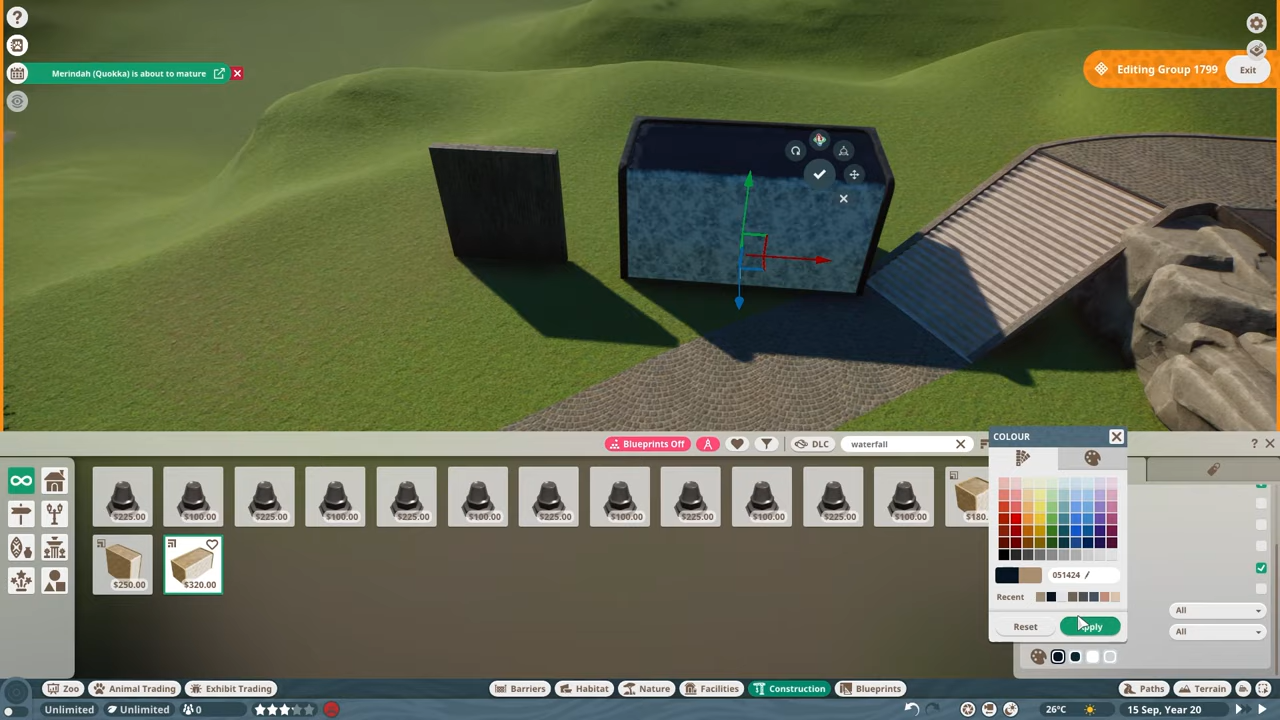 ?
Merindah (Quokka) is about to mature
Editing Group 1799
Exit
Blueprints Off
DLC
waterfall
?
COLOUR
$225.00
$100.00
$225.00
$100.00
$225.00
$100.00
$225.00
$100.00
$225.00
$100.00
$225.00
$100.00
$180.
$250.00
$320.00
051424 /
Recent
Reset
All
All
Zoo
Animal Trading
Exhibit Trading
Barriers
Habitat
Nature
Facilities
Construction
Blueprints
Paths
Terrain
Unlimited
Unlimited
0
26°C
15 Sep, Year 20